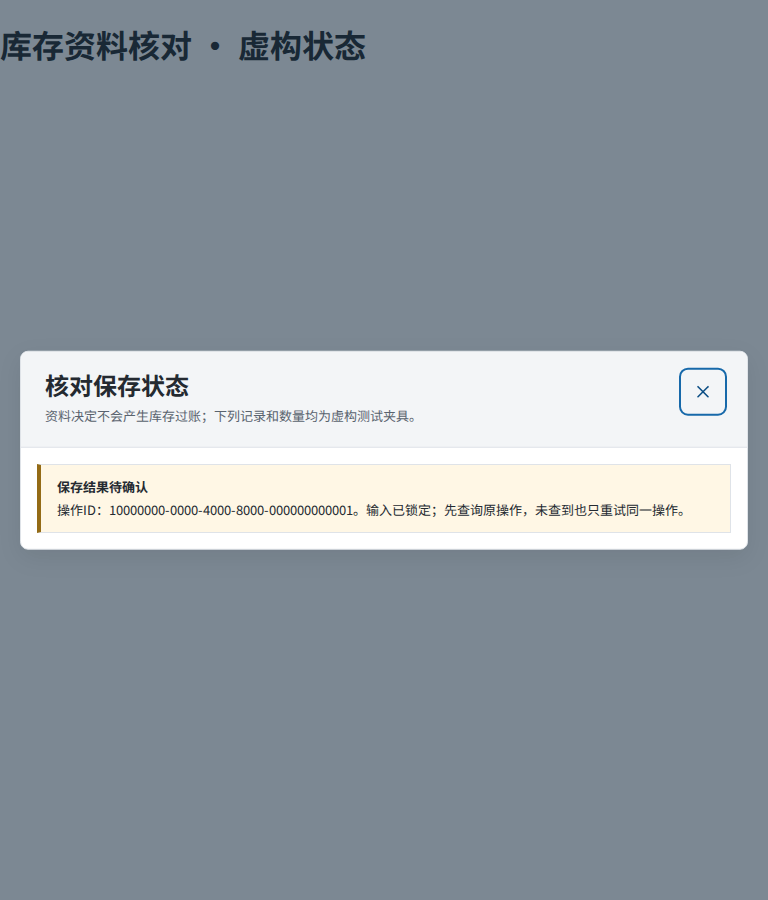 库存资料核对 · 虚构状态
核对保存状态
资料决定不会产生库存过账；下列记录和数量均为虚构测试夹具。
保存结果待确认
操作ID：10000000-0000-4000-8000-000000000001。输入已锁定；先查询原操作，未查到也只重试同一操作。